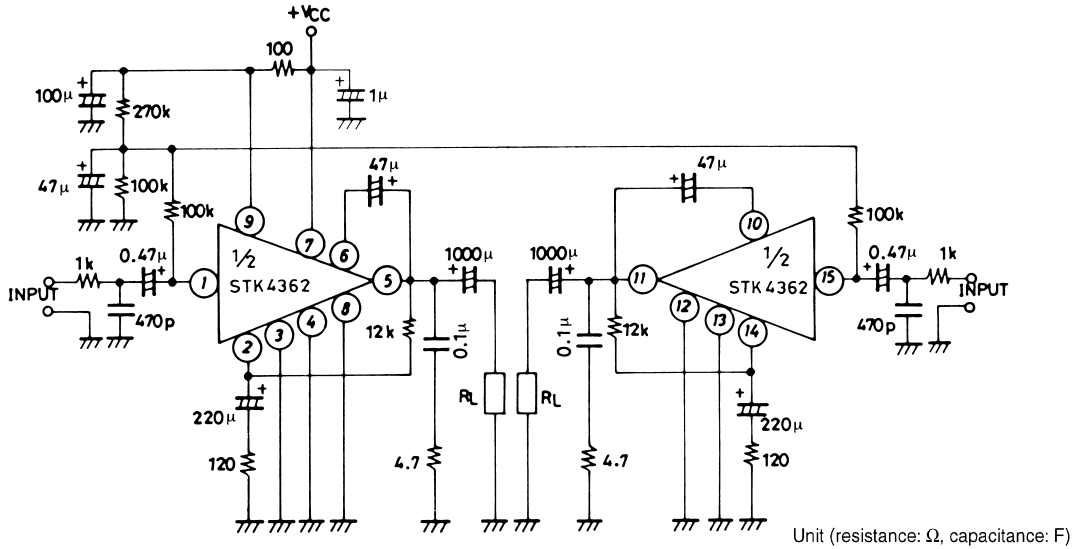 +VCC
100
100μ
+
270k
+
1μ
47μ
+
100k
100k
47μ
+
47μ
+
100k
9
7
6
10
1k
0.47μ
+
1
1/2
STK4362
5
1000μ
+
1000μ
+
11
1/2
STK4362
15
0.47μ
+
1k
INPUT
INPUT
470p
8
4
3
2
12k
0.1μ
0.1μ
12k
12
13
14
470p
220μ
+
RL
RL
220μ
+
120
4.7
4.7
120
Unit (resistance: Ω, capacitance: F)